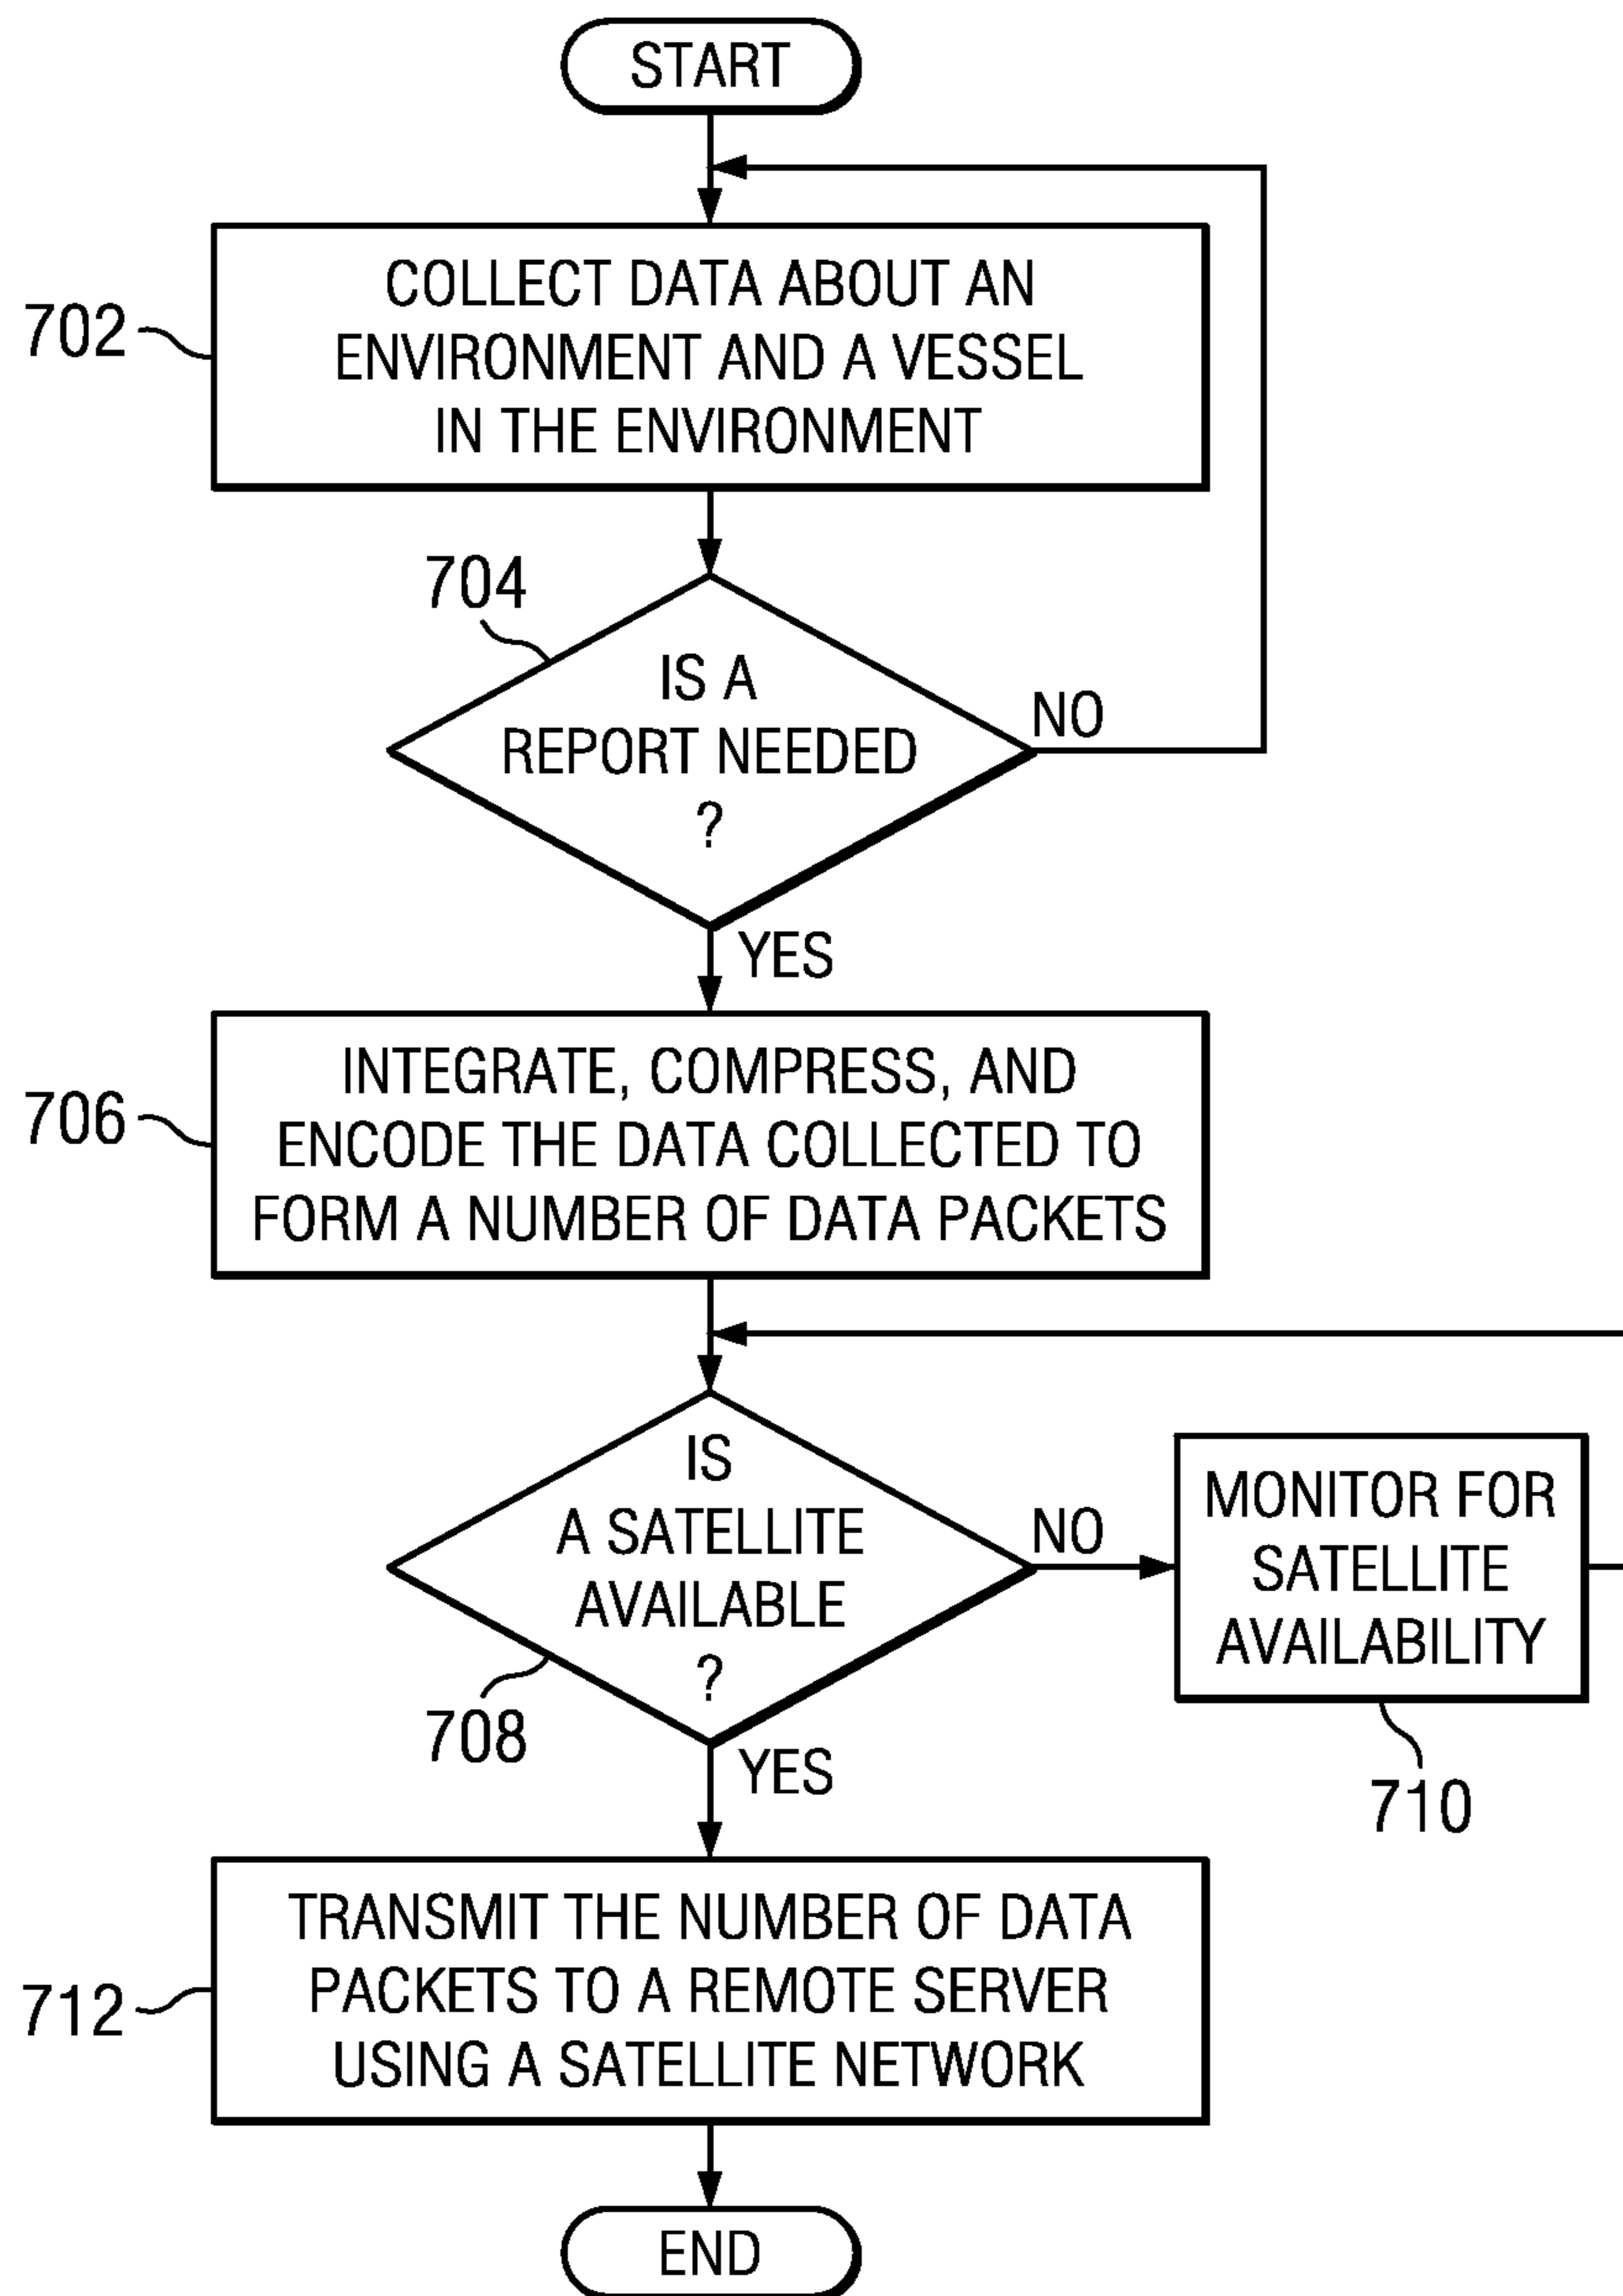 START
702
COLLECT DATA ABOUT AN
ENVIRONMENT AND A VESSEL
IN THE ENVIRONMENT
704
IS A
REPORT NEEDED
?
NO
YES
706
INTEGRATE, COMPRESS, AND
ENCODE THE DATA COLLECTED TO
FORM A NUMBER OF DATA PACKETS
IS
A SATELLITE
AVAILABLE
?
708
NO
MONITOR FOR
SATELLITE
AVAILABILITY
710
YES
712
TRANSMIT THE NUMBER OF DATA
PACKETS TO A REMOTE SERVER
USING A SATELLITE NETWORK
END